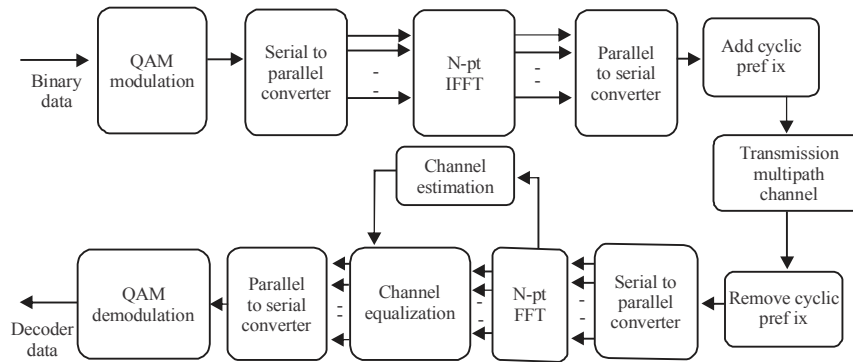 Binary
data
QAM
modulation
Serial to
parallel
converter
N-pt
IFFT
Parallel
to serial
converter
Add cyclic
pref ix
Transmission
multipath
channel
Channel
estimation
Remove cyclic
pref ix
Serial to
parallel
converter
N-pt
FFT
Channel
equalization
Parallel
to serial
converter
QAM
demodulation
Decoder
data